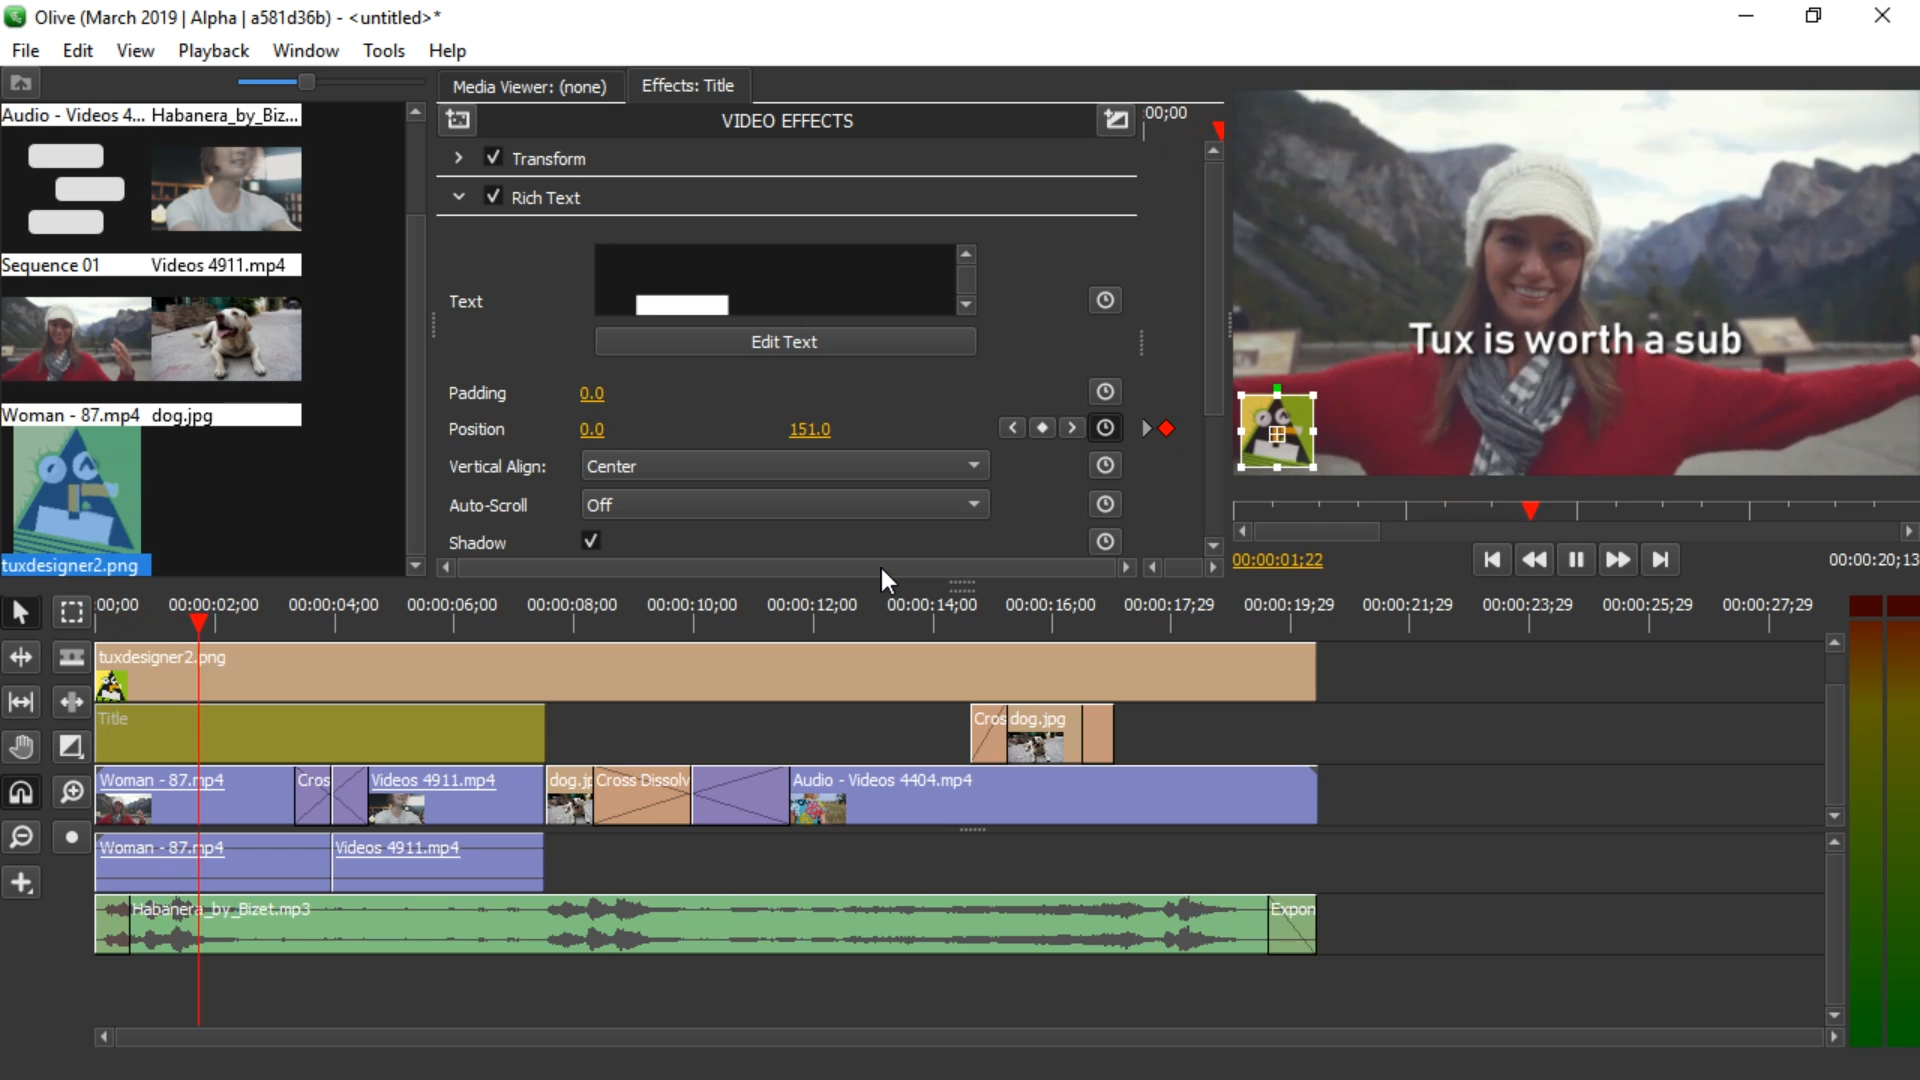 Olive (March 2019 | Alpha | a581d36b) - <untitled>*
File Edit View Playback Window Tools Help
Audio - Videos 4... Habanera_by_Biz...
Sequence 01 Videos 4911.mp4
Woman - 87.mp4 dog.jpg
tuxdesigner2.png
Media Viewer: (none) Effects: Title
VIDEO EFFECTS
:00;00
Transform
Rich Text
Text
Edit Text
Padding 0.0
Position 0.0 151.0
Vertical Align: Center
Auto-Scroll Off
Shadow
Tux is worth a sub
00:00:01;22
00:00:20;13
:00;00 00:00:02;00 00:00:04;00 00:00:06;00 00:00:08;00 00:00:10;00 00:00:12;00 00:00:14;00 00:00:16;00 00:00:17;29 00:00:19;29 00:00:21;29 00:00:23;29 00:00:25;29 00:00:27;29
tuxdesigner2.png
Title
Cros dog.jpg
Woman - 87.mp4 Cros Videos 4911.mp4 dog.jp Cross Dissolv Audio - Videos 4404.mp4
Woman - 87.mp4 Videos 4911.mp4
Habanera_by_Bizet.mp3 Expon